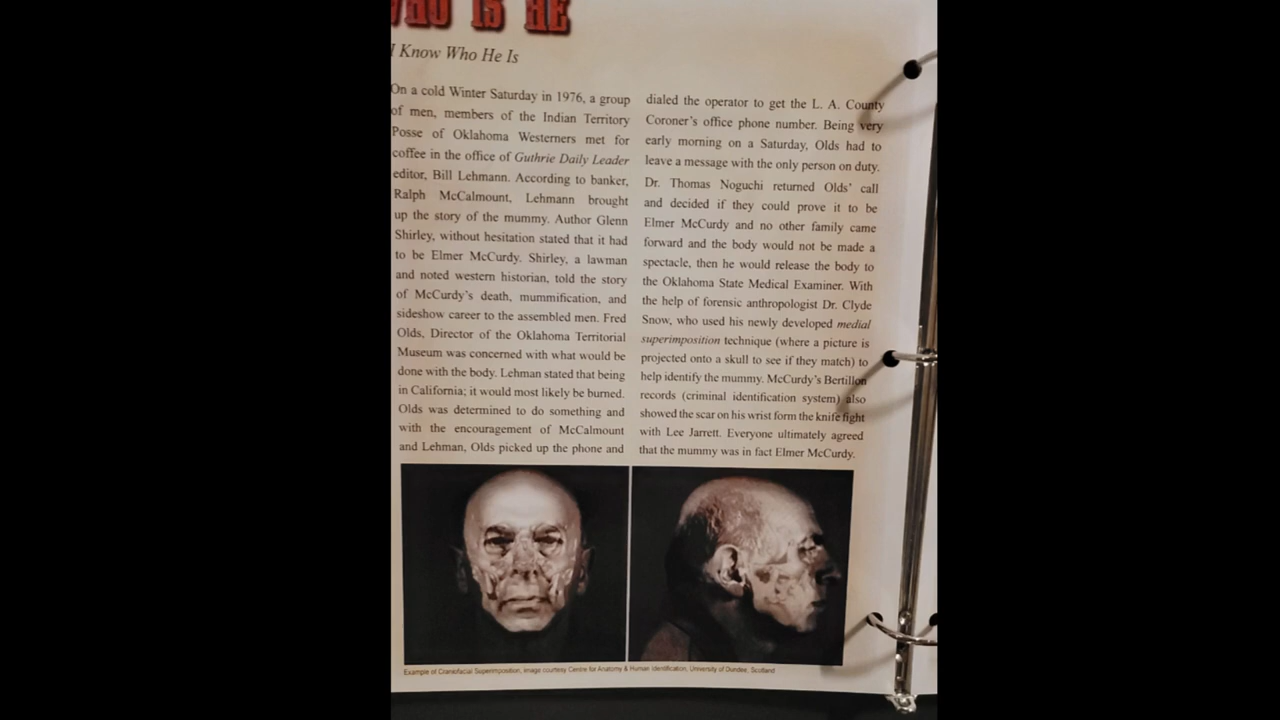 WHO IS HE
I Know Who He Is
On a cold Winter Saturday in 1976, a group
of men, members of the Indian Territory
Posse of Oklahoma Westerners met for
coffee in the office of Guthrie Daily Leader
editor, Bill Lehmann. According to banker,
Ralph McCalmount, Lehmann brought
up the story of the mummy. Author Glenn
Shirley, without hesitation stated that it had
to be Elmer McCurdy. Shirley, a lawman
and noted western historian, told the story
of McCurdy's death, mummification, and
sideshow career to the assembled men. Fred
Olds, Director of the Oklahoma Territorial
Museum was concerned with what would be
done with the body. Lehman stated that being
in California; it would most likely be burned.
Olds was determined to do something and
with the encouragement of McCalmount
and Lehman, Olds picked up the phone and
dialed the operator to get the L. A. County
Coroner's office phone number. Being very
early morning on a Saturday, Olds had to
leave a message with the only person on duty.
Dr. Thomas Noguchi returned Olds' call
and decided if they could prove it to be
Elmer McCurdy and no other family came
forward and the body would not be made a
spectacle, then he would release the body to
the Oklahoma State Medical Examiner. With
the help of forensic anthropologist Dr. Clyde
Snow, who used his newly developed medial
superimposition technique (where a picture is
projected onto a skull to see if they match) to
help identify the mummy. McCurdy's Bertillon
records (criminal identification system) also
showed the scar on his wrist form the knife fight
with Lee Jarrett. Everyone ultimately agreed
that the mummy was in fact Elmer McCurdy.
Example of Craniofacial Superimposition, image courtesy Centre for Anatomy & Human Identification, University of Dundee, Scotland